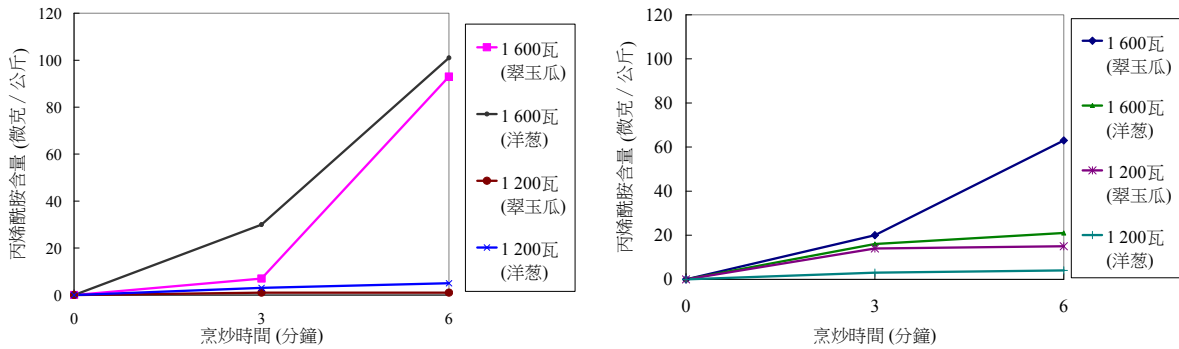 丙烯酰胺含量 (微克 / 公斤)
120
100
80
60
40
20
0
0
3
6
烹炒時間 (分鐘)
1 600瓦
(翠玉瓜)
1 600瓦
(洋葱)
1 200瓦
(翠玉瓜)
1 200瓦
(洋葱)
丙烯酰胺含量 (微克 / 公斤)
120
100
80
60
40
20
0
0
3
6
烹炒時間 (分鐘)
1 600瓦
(翠玉瓜)
1 600瓦
(洋葱)
1 200瓦
(翠玉瓜)
1 200瓦
(洋葱)